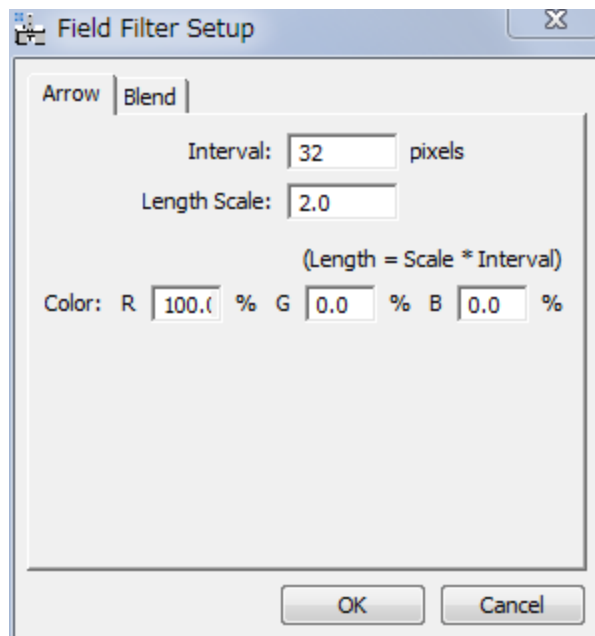 Field Filter Setup
Arrow Blend
Interval: 32 pixels
Length Scale: 2.0
(Length = Scale * Interval)
Color: R 100.( % G 0.0 % B 0.0 %
OK Cancel